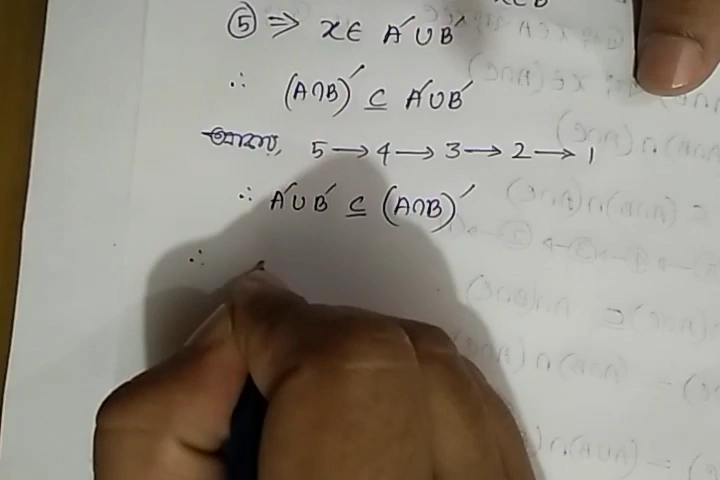 x∈B
⑤ ⇒ x∈ A′∪B′
∴ (A∩B)′ ⊆ A′∪B′
আবার, 5→4→3→2→1
∴ A′∪B′ ⊆ (A∩B)′
∴